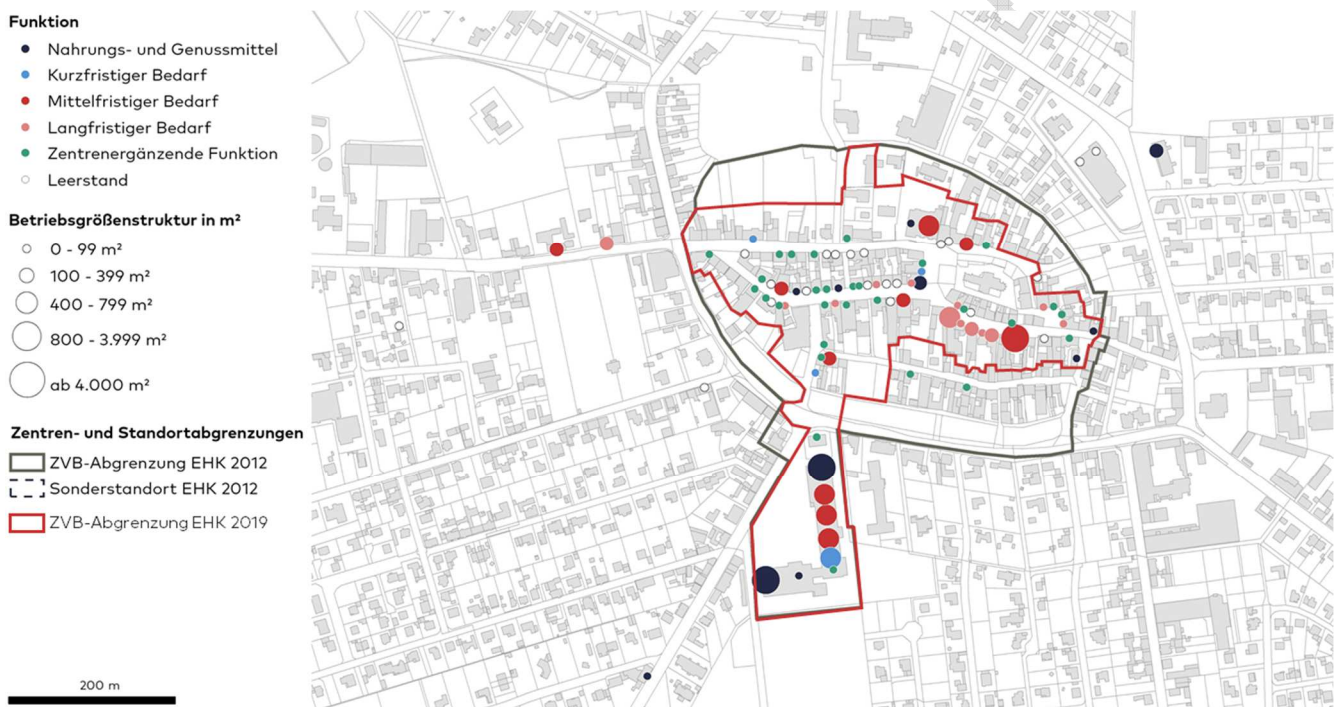 Funktion
Nahrungs- und Genussmittel
Kurzfristiger Bedarf
Mittelfristiger Bedarf
Langfristiger Bedarf
Zentrenergänzende Funktion
Leerstand
Betriebsgrößenstruktur in m²
0 - 99 m²
100 - 399 m²
400 - 799 m²
800 - 3.999 m²
ab 4.000 m²
Zentren- und Standortabgrenzungen
ZVB-Abgrenzung EHK 2012
Sonderstandort EHK 2012
ZVB-Abgrenzung EHK 2019
200 m